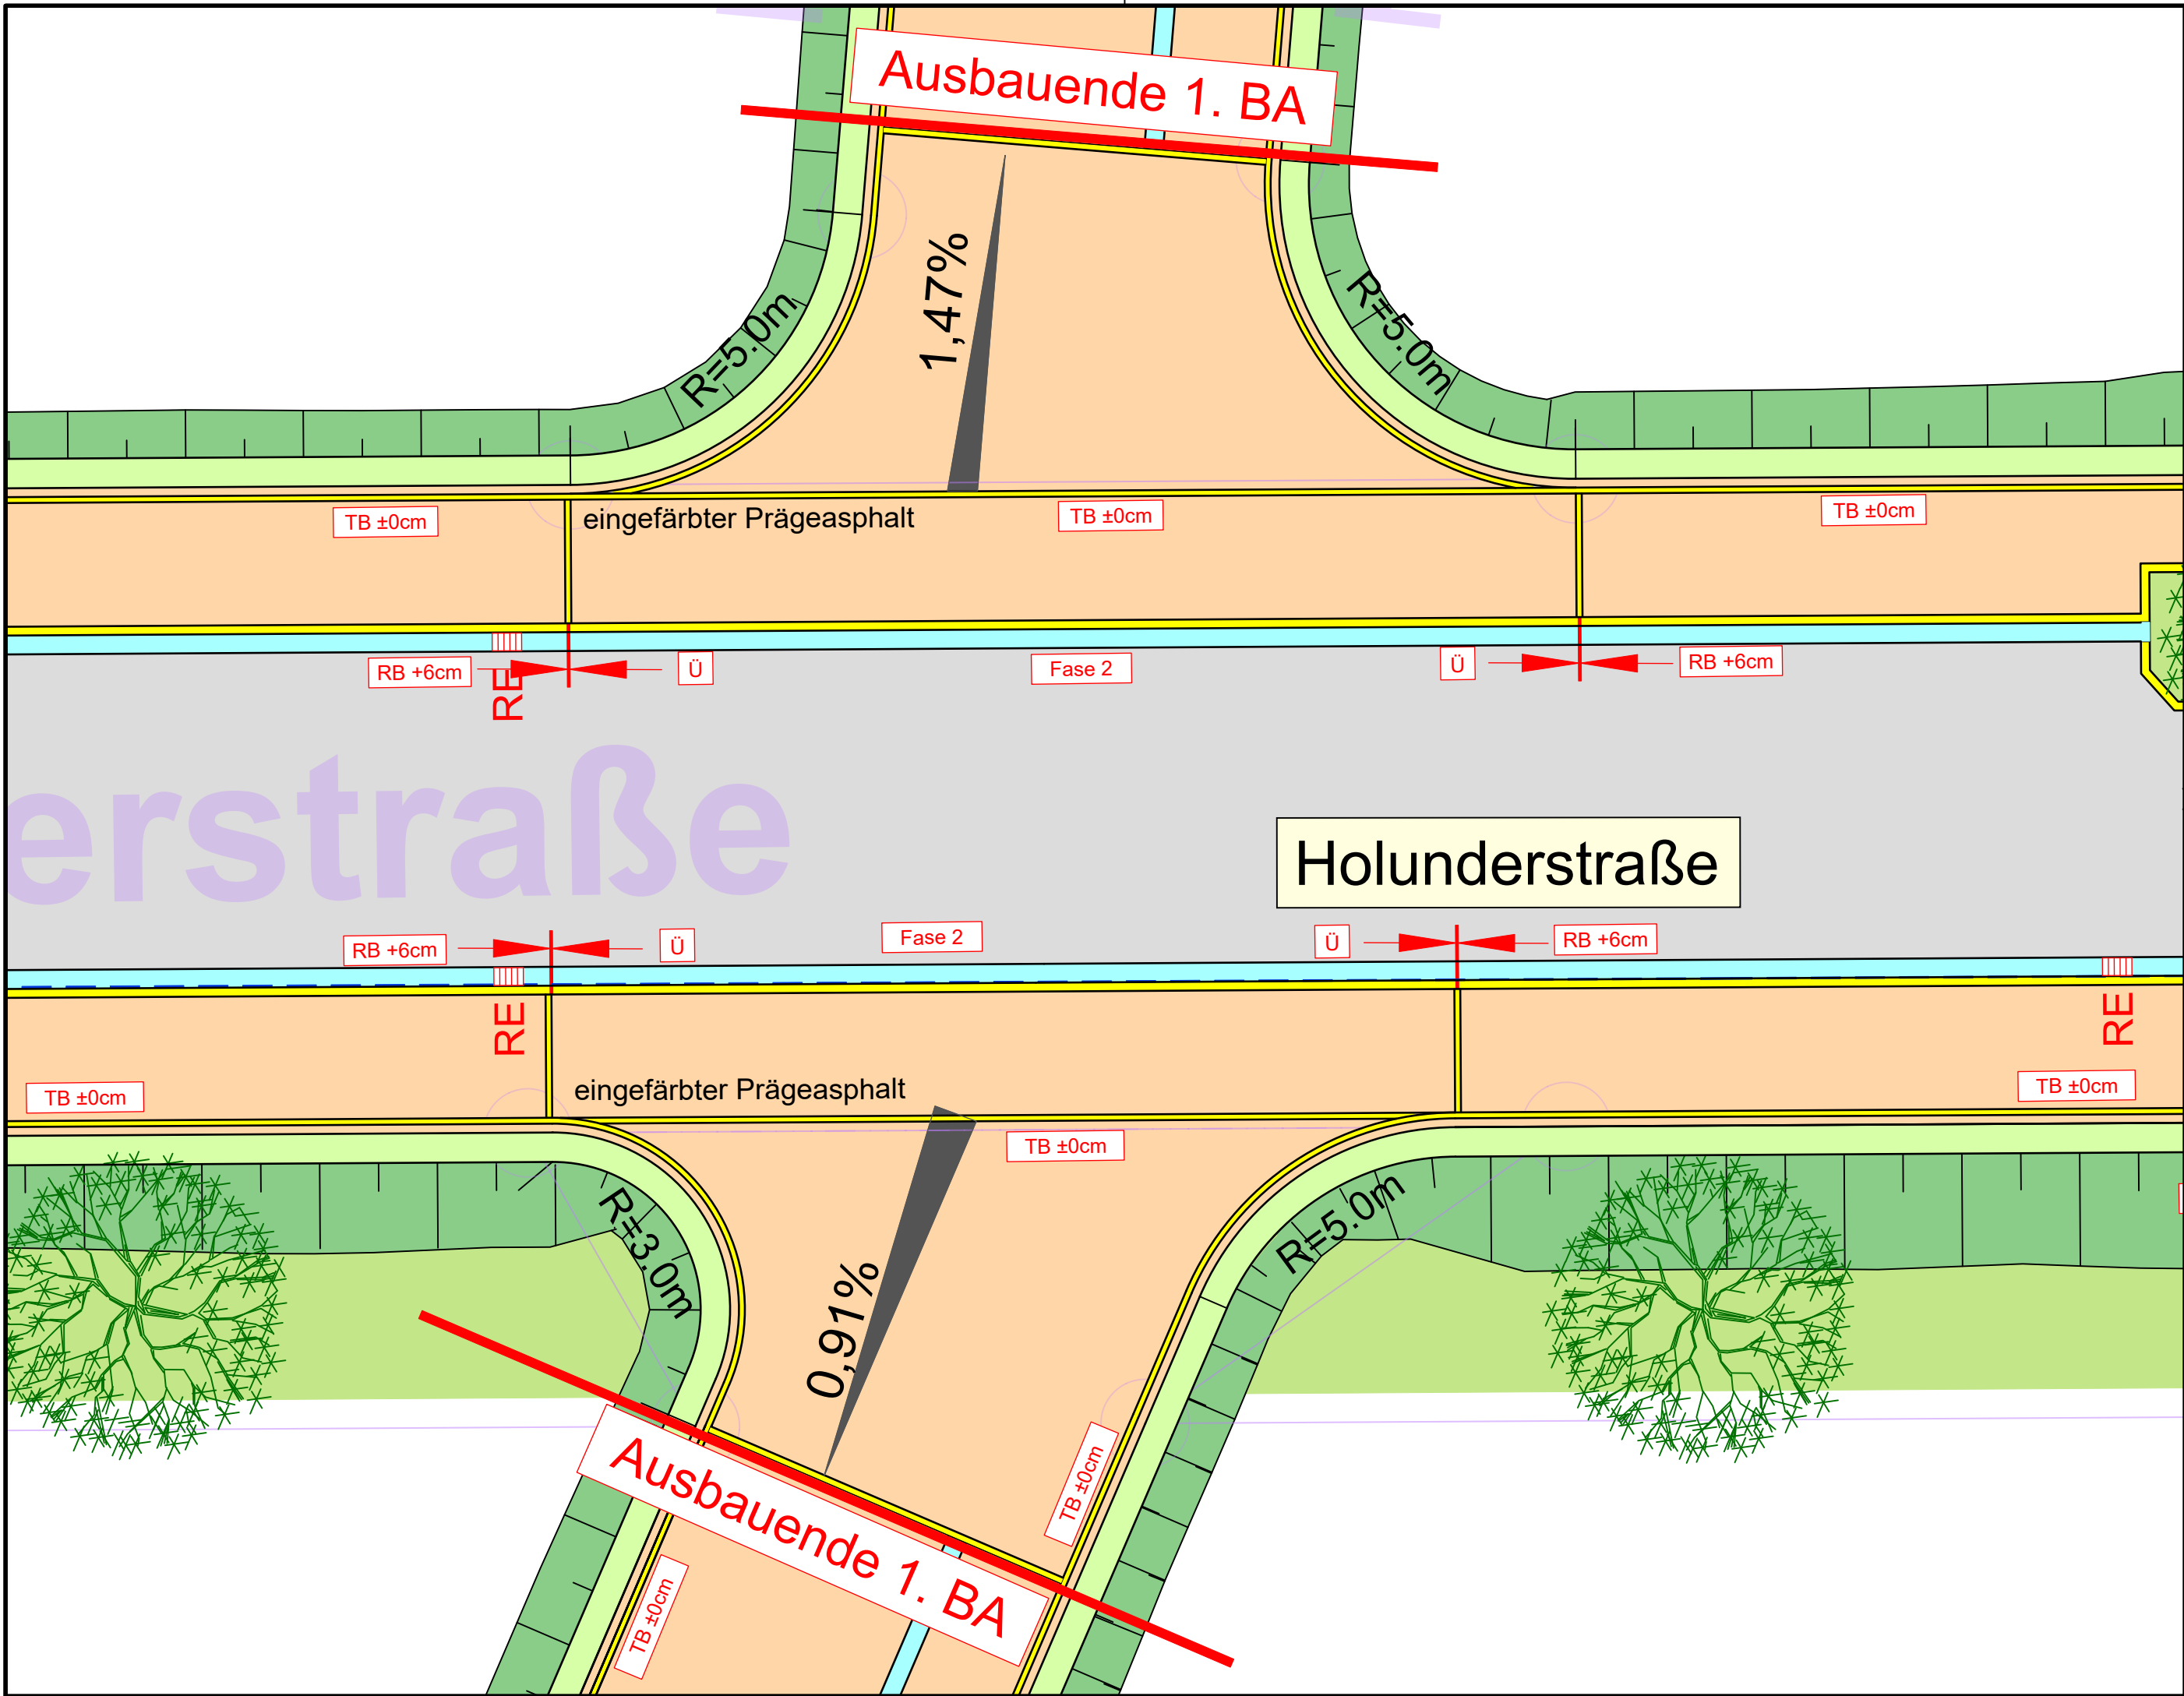 Ausbauende 1. BA
1,47%
R=5.0m
R=5.0m
TB ±0cm
eingefärbter Prägeasphalt
TB ±0cm
TB ±0cm
RB +6cm
RE
Ü
Fase 2
Ü
RB +6cm
erstraße
Holunderstraße
RB +6cm
Ü
Fase 2
Ü
RB +6cm
RE
RE
TB ±0cm
eingefärbter Prägeasphalt
TB ±0cm
TB ±0cm
R=3.0m
R=5.0m
0,91%
Ausbauende 1. BA
TB ±0cm
TB ±0cm